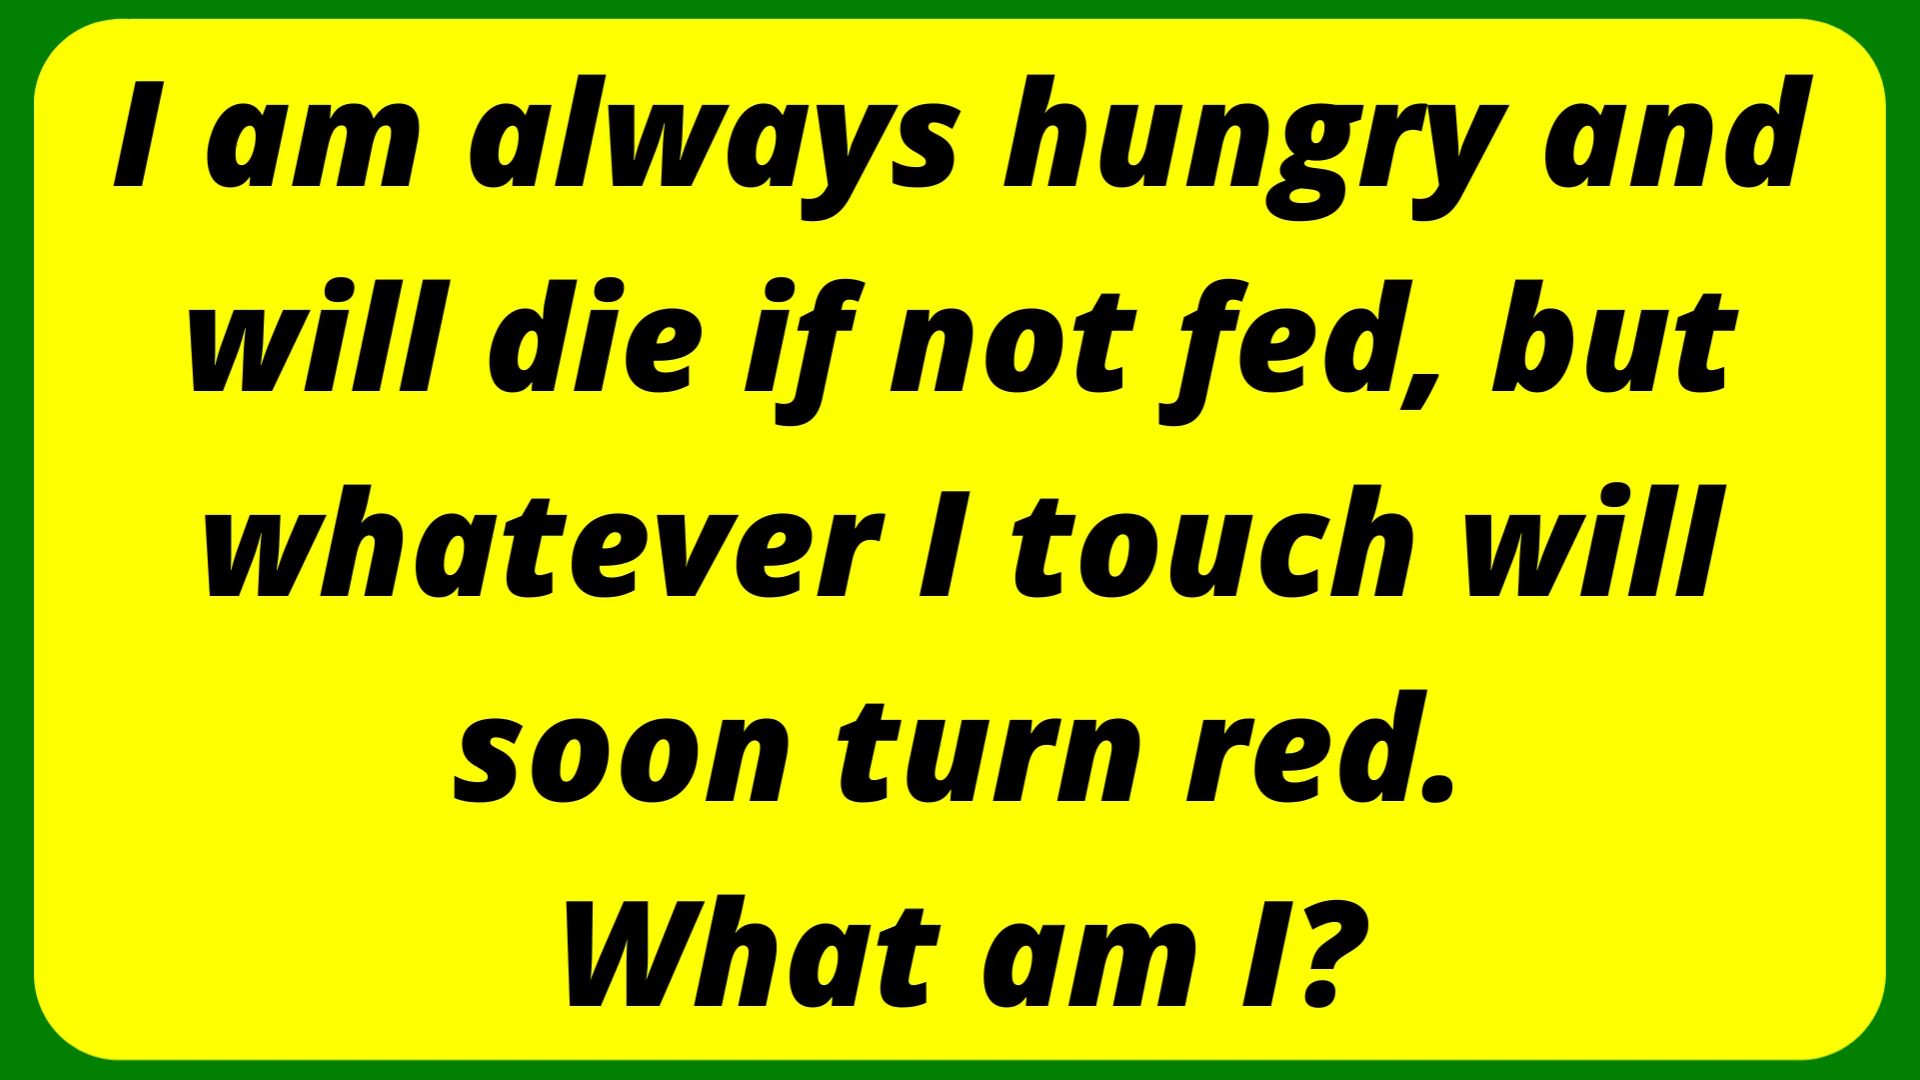 I am always hungry and
will die if not fed, but
whatever I touch will
soon turn red.
What am I?